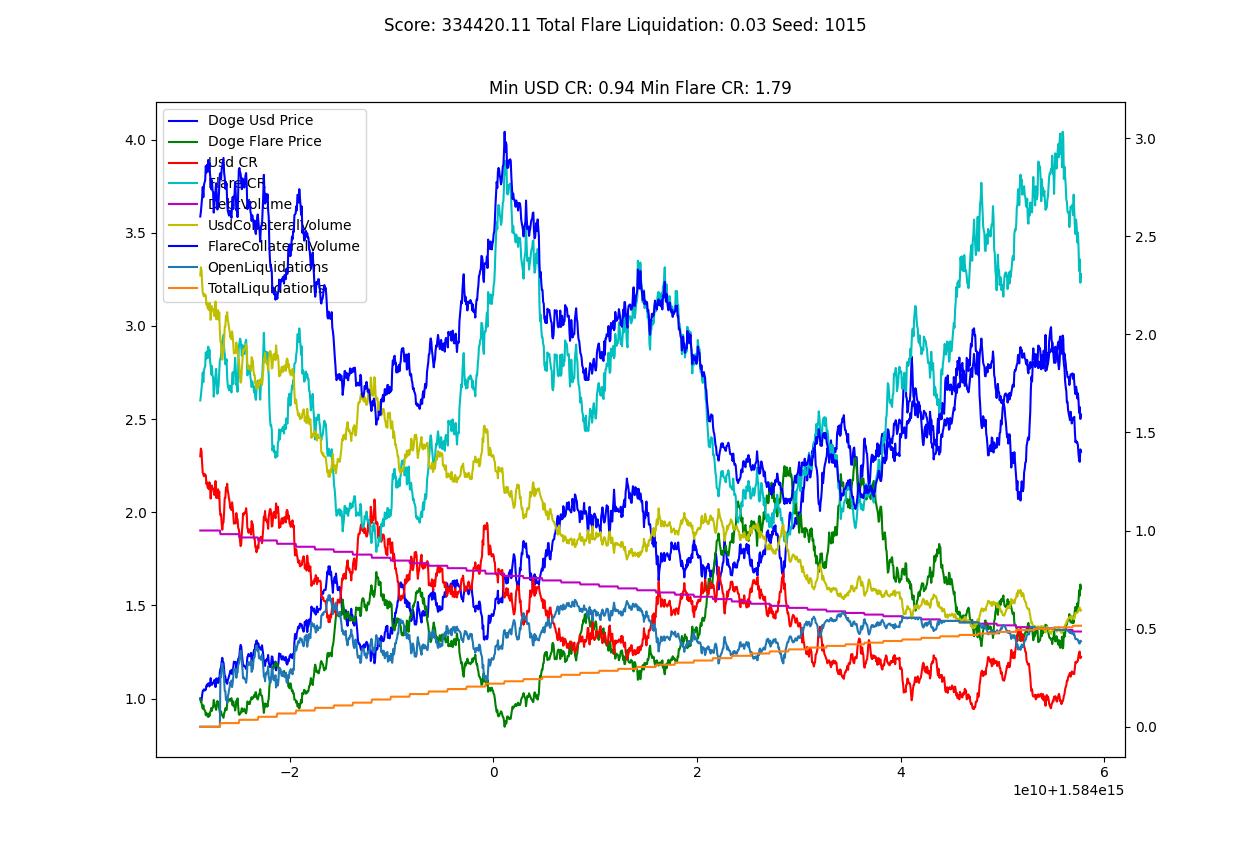 Score: 334420.11 Total Flare Liquidation: 0.03 Seed: 1015
Min USD CR: 0.94 Min Flare CR: 1.79
Doge Usd Price
Doge Flare Price
Usd CR
Flare CR
DebtVolume
UsdCollateralVolume
FlareCollateralVolume
OpenLiquidations
TotalLiquidations
4.0
3.5
3.0
2.5
2.0
1.5
1.0
3.0
2.5
2.0
1.5
1.0
0.5
0.0
−2
0
2
4
6
1e10+1.584e15